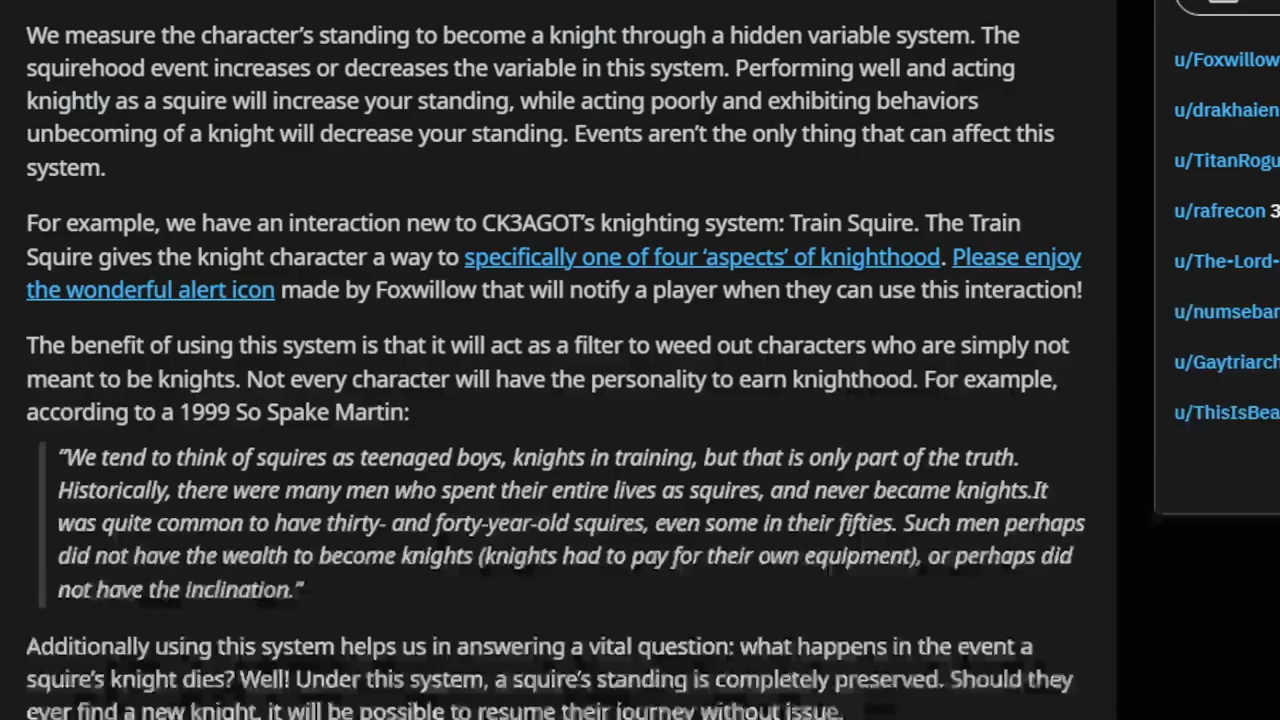 We measure the character's standing to become a knight through a hidden variable system. The
squirehood event increases or decreases the variable in this system. Performing well and acting
knightly as a squire will increase your standing, while acting poorly and exhibiting behaviors
unbecoming of a knight will decrease your standing. Events aren't the only thing that can affect this
system.
For example, we have an interaction new to CK3AGOT's knighting system: Train Squire. The Train
Squire gives the knight character a way to specifically one of four ‘aspects’ of knighthood. Please enjoy
the wonderful alert icon made by Foxwillow that will notify a player when they can use this interaction!
The benefit of using this system is that it will act as a filter to weed out characters who are simply not
meant to be knights. Not every character will have the personality to earn knighthood. For example,
according to a 1999 So Spake Martin:
“We tend to think of squires as teenaged boys, knights in training, but that is only part of the truth.
Historically, there were many men who spent their entire lives as squires, and never became knights.It
was quite common to have thirty- and forty-year-old squires, even some in their fifties. Such men perhaps
did not have the wealth to become knights (knights had to pay for their own equipment), or perhaps did
not have the inclination.”
Additionally using this system helps us in answering a vital question: what happens in the event a
squire's knight dies? Well! Under this system, a squire's standing is completely preserved. Should they
ever find a new knight, it will be possible to resume their journey without issue.
u/Foxwillow
u/drakhaien
u/TitanRogu
u/rafrecon 3
u/The-Lord-
u/numsebar
u/Gaytriarch
u/ThisIsBea